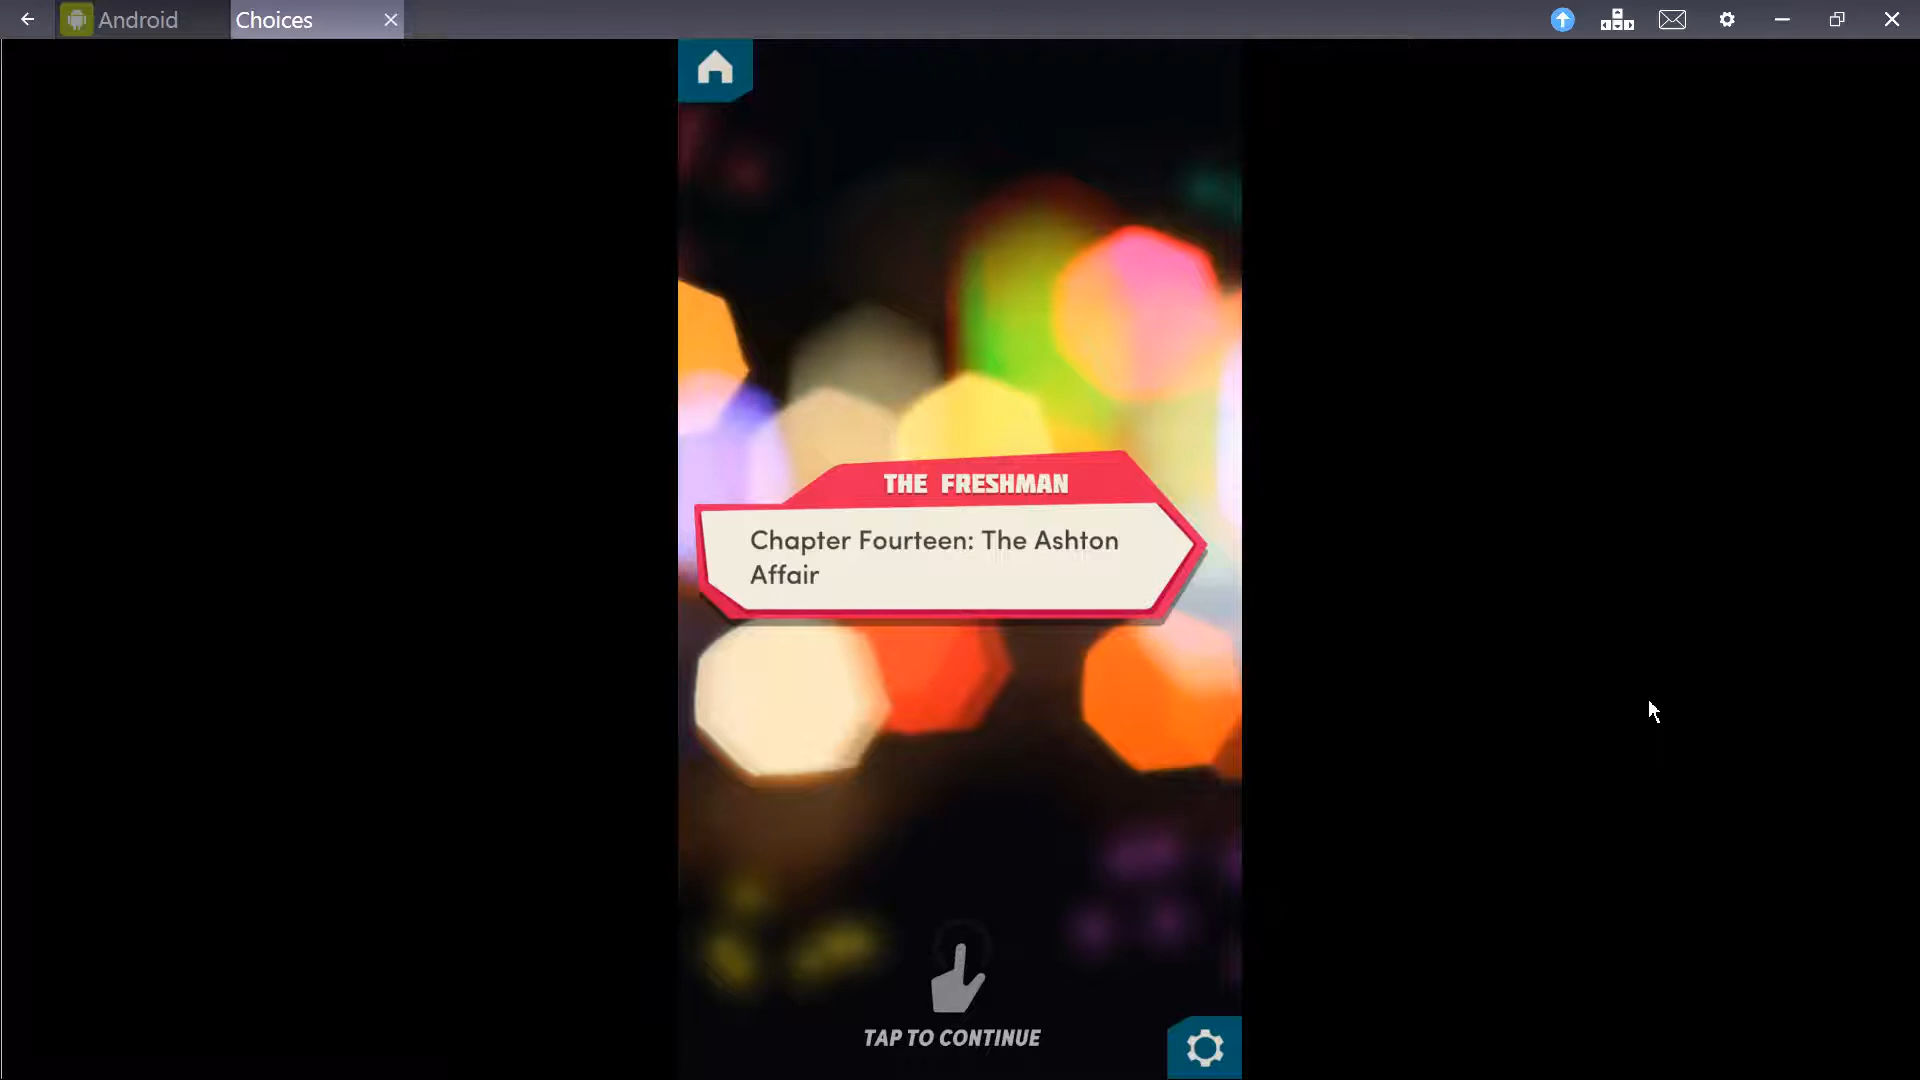 Android
Choices
THE FRESHMAN
Chapter Fourteen: The Ashton
Affair
TAP TO CONTINUE